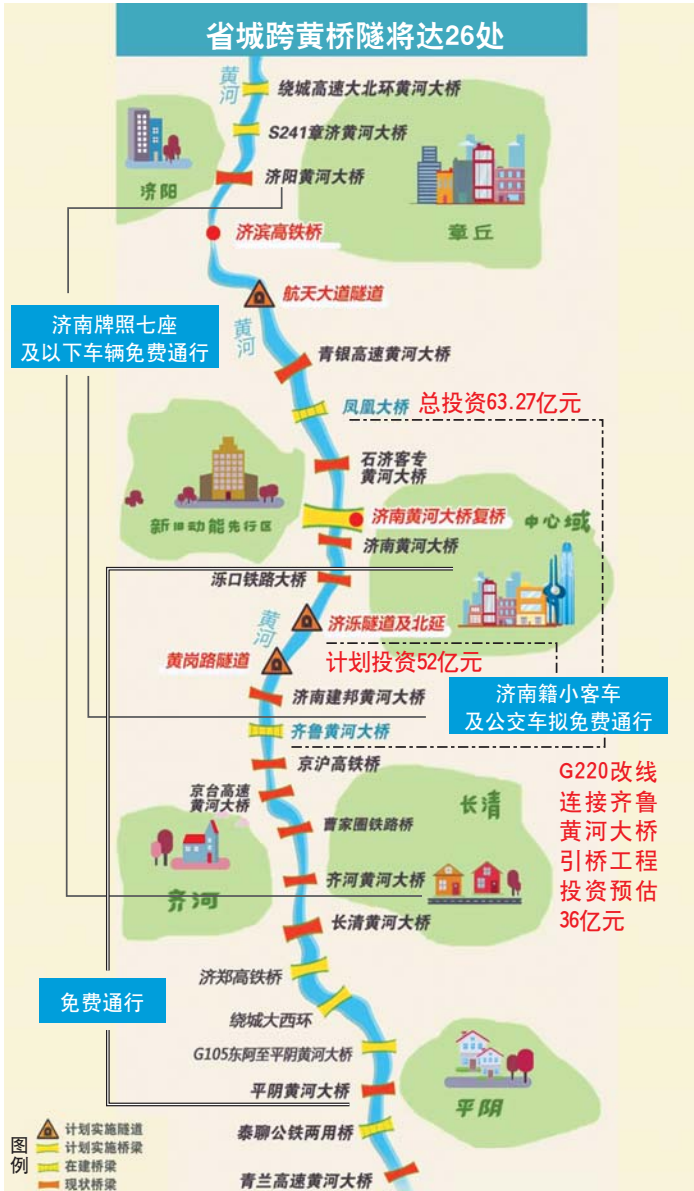 省城跨黄桥隧将达26处
黄河
绕城高速大北环黄河大桥
S241章济黄河大桥
济阳黄河大桥
济阳
章丘
济滨高铁桥
航天大道隧道
济南牌照七座
及以下车辆免费通行
黄河
青银高速黄河大桥
凤凰大桥
总投资63.27亿元
石济客专
黄河大桥
新旧动能先行区
济南黄河大桥复桥
中心城
济南黄河大桥
泺口铁路大桥
黄河
济泺隧道及北延
黄岗路隧道
计划投资52亿元
济南建邦黄河大桥
济南籍小客车
及公交车拟免费通行
齐鲁黄河大桥
京沪高铁桥
G220改线
连接齐鲁
黄河大桥
引桥工程
投资预估
36亿元
京台高速
黄河大桥
长清
曹家圈铁路桥
齐河黄河大桥
齐河
长清黄河大桥
济郑高铁桥
免费通行
绕城大西环
G105东阿至平阴黄河大桥
平阴黄河大桥
平阴
泰聊公铁两用桥
青兰高速黄河大桥
图例
计划实施隧道
计划实施桥梁
在建桥梁
现状桥梁